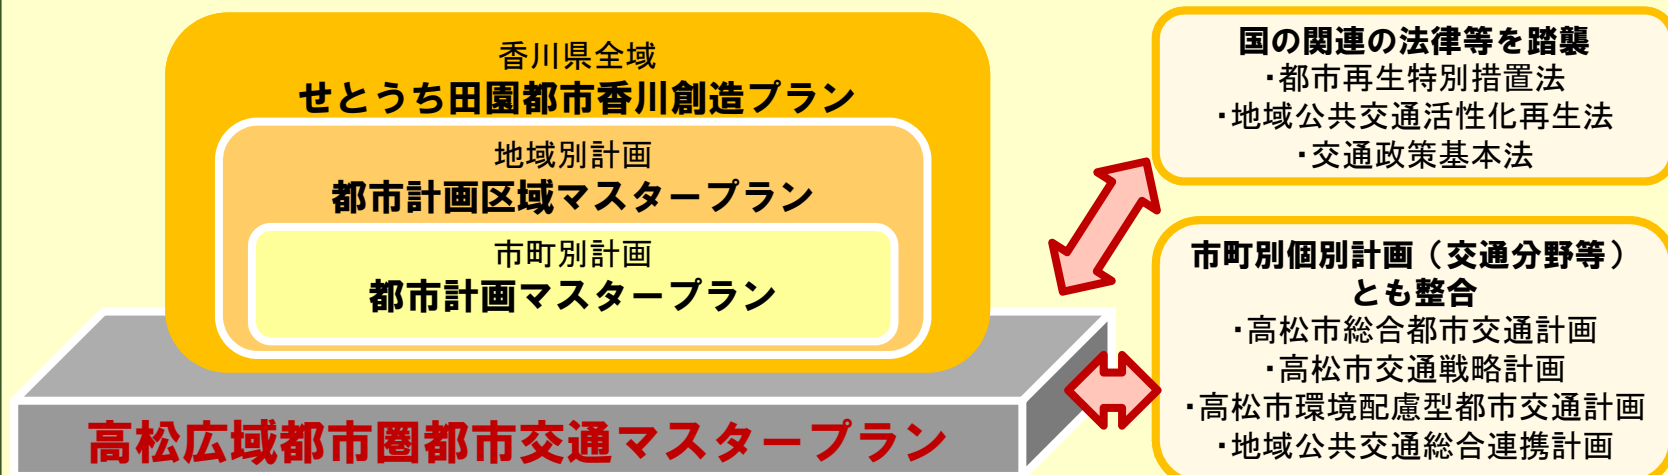 香川県全域
せとうち田園都市香川創造プラン
地域別計画
都市計画区域マスタープラン
市町別計画
都市計画マスタープラン
高松広域都市圏都市交通マスタープラン
国の関連の法律等を踏襲
・都市再生特別措置法
・地域公共交通活性化再生法
・交通政策基本法
市町別個別計画（交通分野等）
とも整合
・高松市総合都市交通計画
・高松市交通戦略計画
・高松市環境配慮型都市交通計画
・地域公共交通総合連携計画